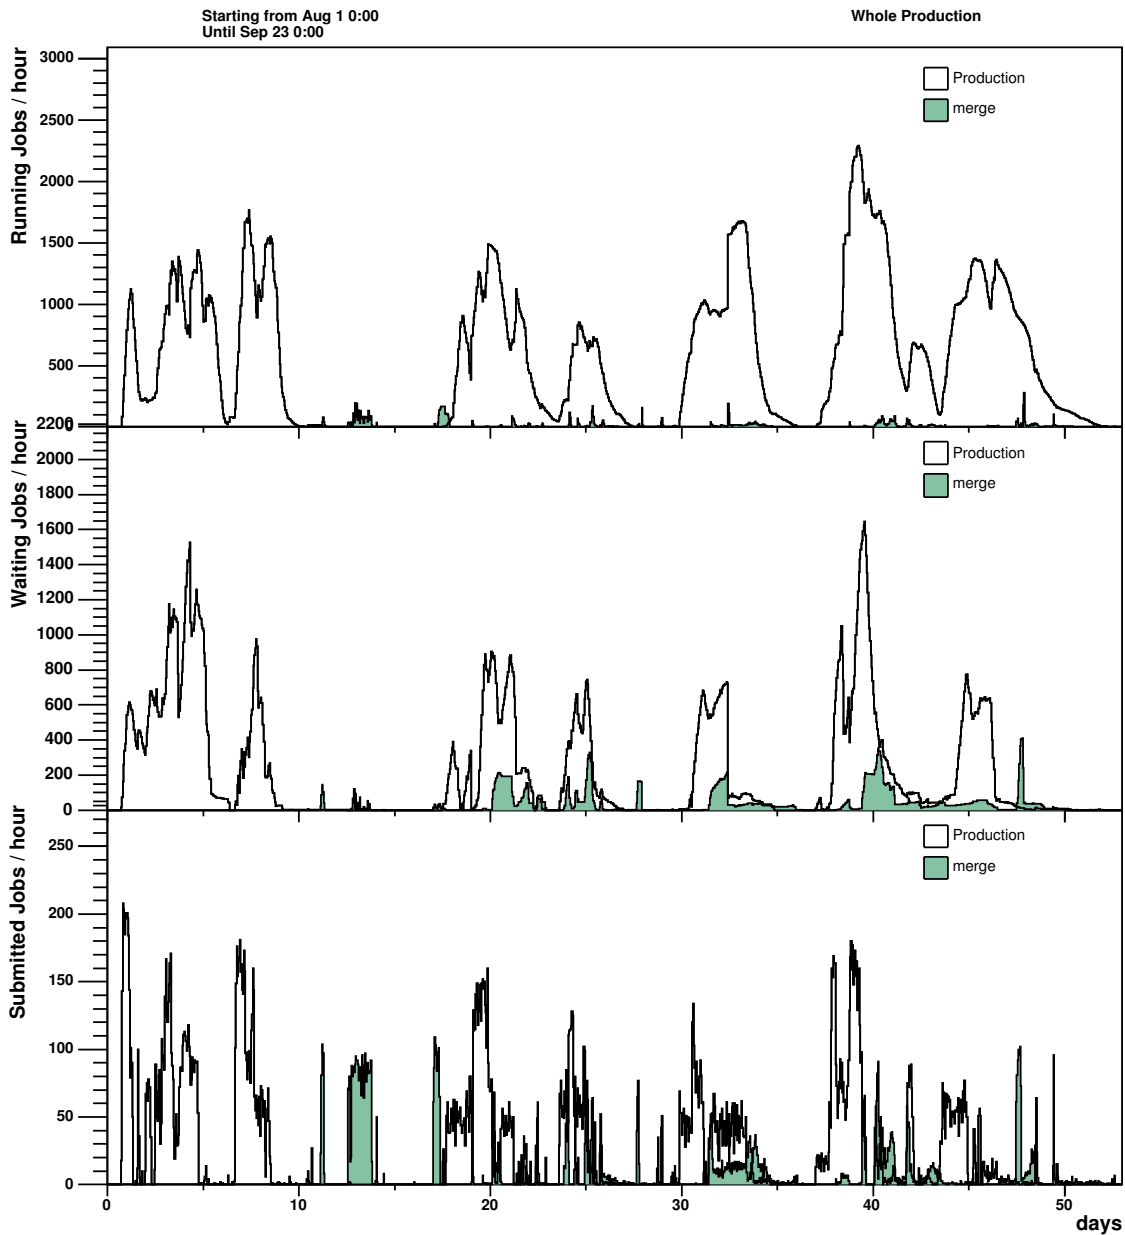 Starting from Aug 1 0:00
Until Sep 23 0:00
Whole Production
Running Jobs / hour
3000
2500
2000
1500
1000
500
Production
merge
Waiting Jobs / hour
2200
2000
1800
1600
1400
1200
1000
800
600
400
200
0
Production
merge
Submitted Jobs / hour
250
200
150
100
50
0
Production
merge
0
10
20
30
40
50
days